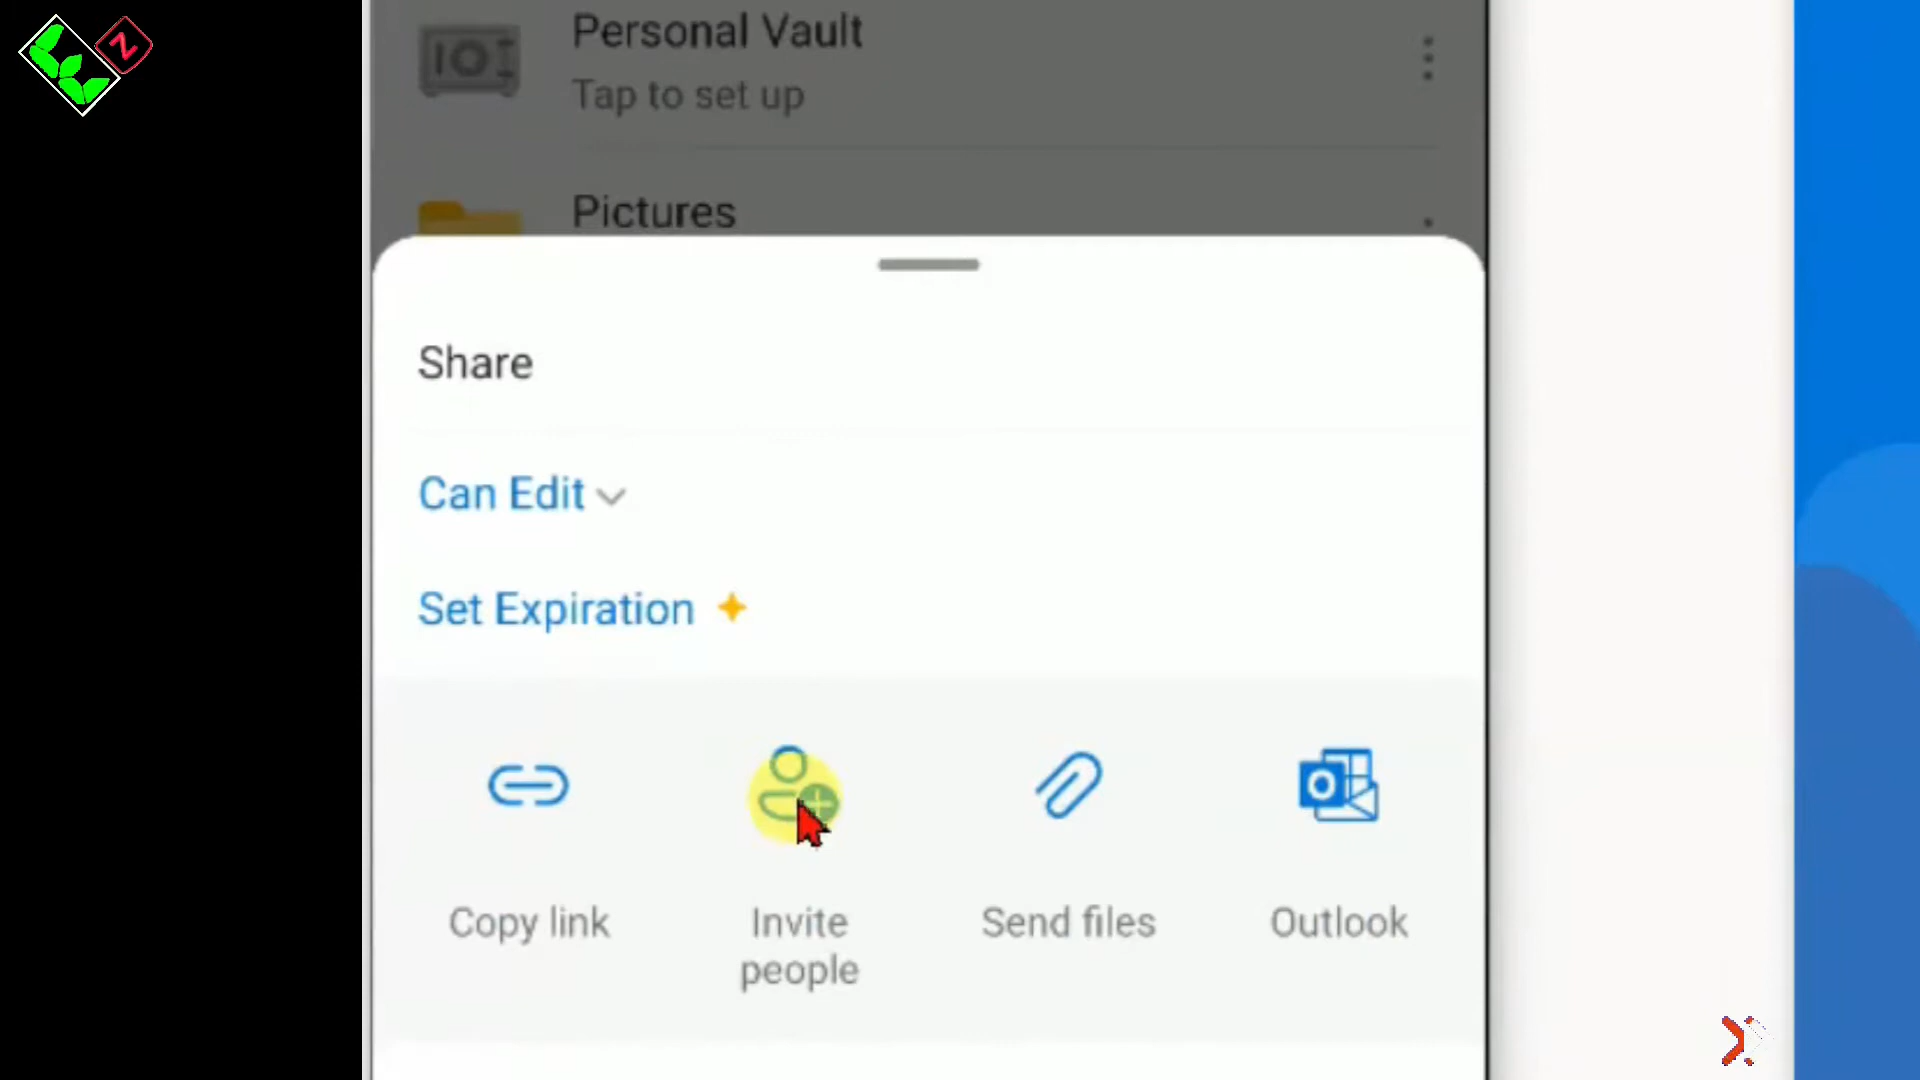 Personal Vault
Tap to set up
Pictures
Share
Can Edit
Set Expiration
Copy link
Invite people
Send files
Outlook
Z